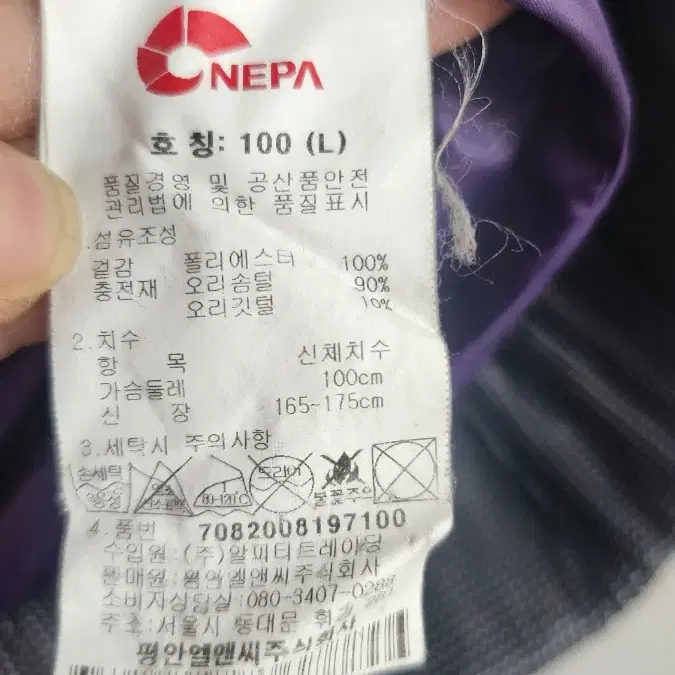 NEPA
호 칭: 100 (L)
품질경영 및 공산품안전
관리법에 의한 품질표시
1.섬유조성
겉감 폴리에스터 100%
충전재 오리솜털 90%
오리깃털 10%
2.치수
항 목 신체치수
가슴둘레 100cm
신 장 165~175cm
3.세탁시 주의사항
손세탁
드라이
80~120℃
불꽃주의
4.품번 7082008197100
수입원:(주)알피티트레이딩
판매원:평안엘앤씨주식회사
소비자상담실:080-3407-0283
주소:서울시 동대문
평안엘앤씨주식회사